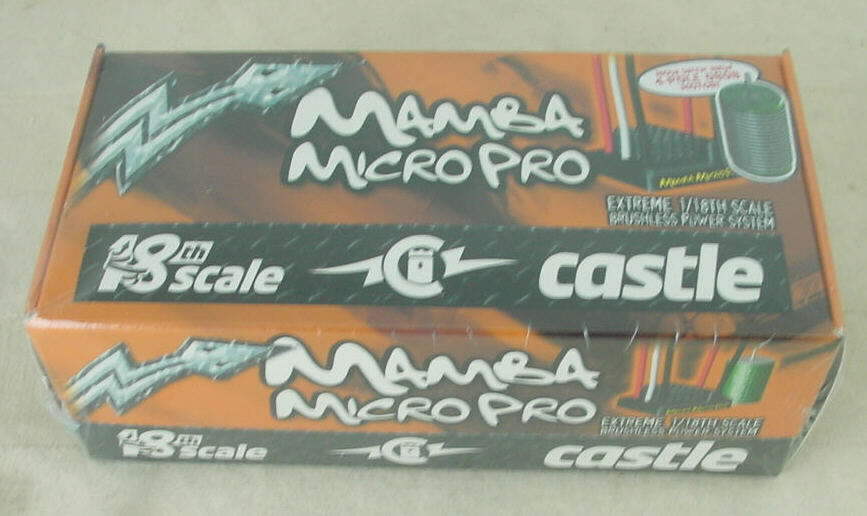 MAMBA
MICRO PRO
EXTREME 1/18TH SCALE
BRUSHLESS POWER SYSTEM
18th scale
castle
MAMBA
MICRO PRO
EXTREME 1/18TH SCALE
BRUSHLESS POWER SYSTEM
18th scale
castle